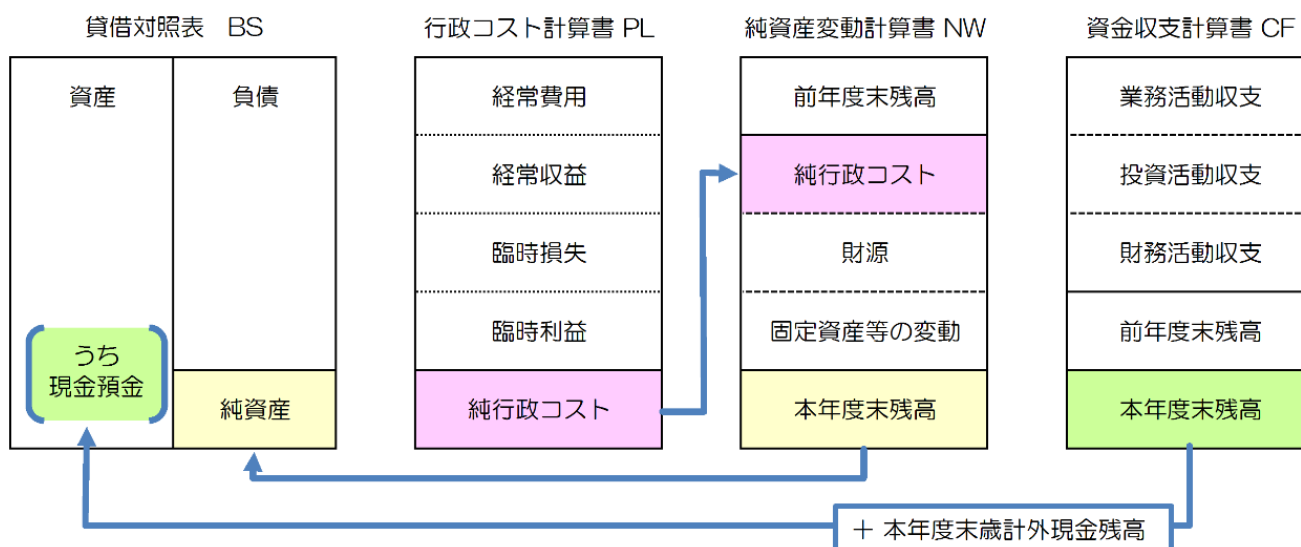 貸借対照表　BS
資産
負債
うち
現金預金
純資産
行政コスト計算書 PL
経常費用
経常収益
臨時損失
臨時利益
純行政コスト
純資産変動計算書 NW
前年度末残高
純行政コスト
財源
固定資産等の変動
本年度末残高
資金収支計算書 CF
業務活動収支
投資活動収支
財務活動収支
前年度末残高
本年度末残高
＋ 本年度末歳計外現金残高